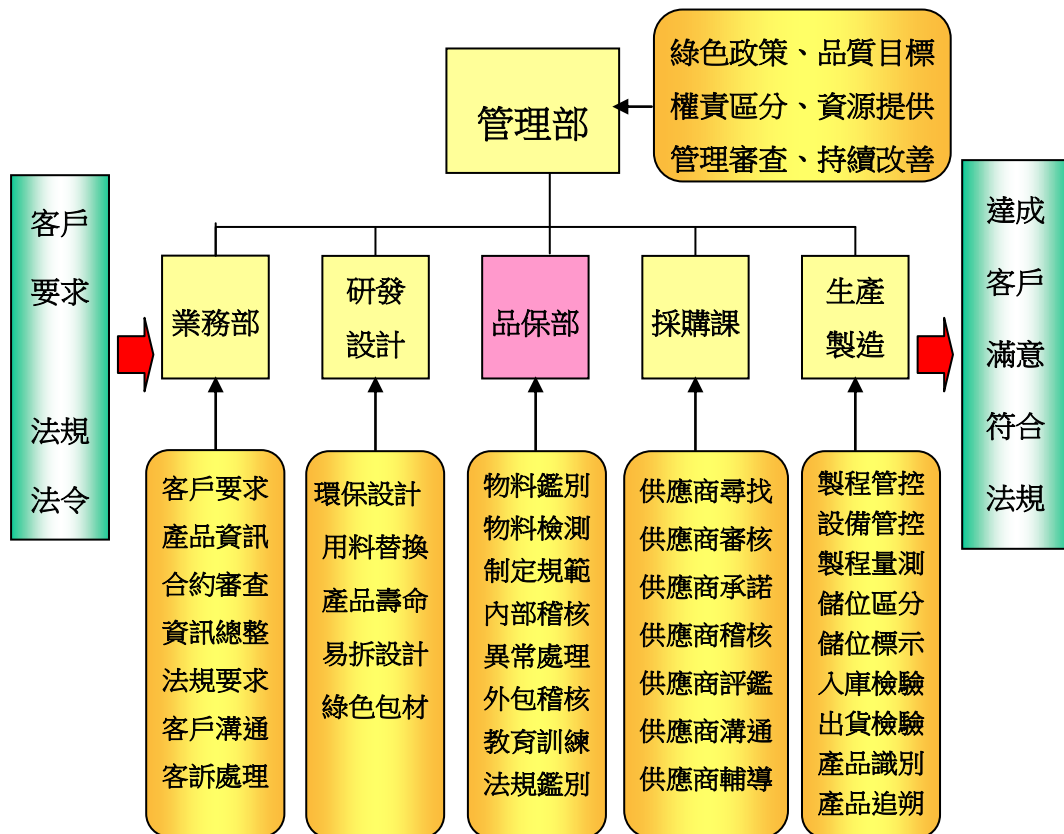 綠色政策、品質目標
權責區分、資源提供
管理審查、持續改善
管理部
客戶
要求
法規
法令
業務部
研發
設計
品保部
採購課
生產
製造
達成
客戶
滿意
符合
法規
客戶要求
產品資訊
合約審查
資訊總整
法規要求
客戶溝通
客訴處理
環保設計
用料替換
產品壽命
易拆設計
綠色包材
物料鑑別
物料檢測
制定規範
內部稽核
異常處理
外包稽核
教育訓練
法規鑑別
供應商尋找
供應商審核
供應商承諾
供應商稽核
供應商評鑑
供應商溝通
供應商輔導
製程管控
設備管控
製程量測
儲位區分
儲位標示
入庫檢驗
出貨檢驗
產品識別
產品追朔